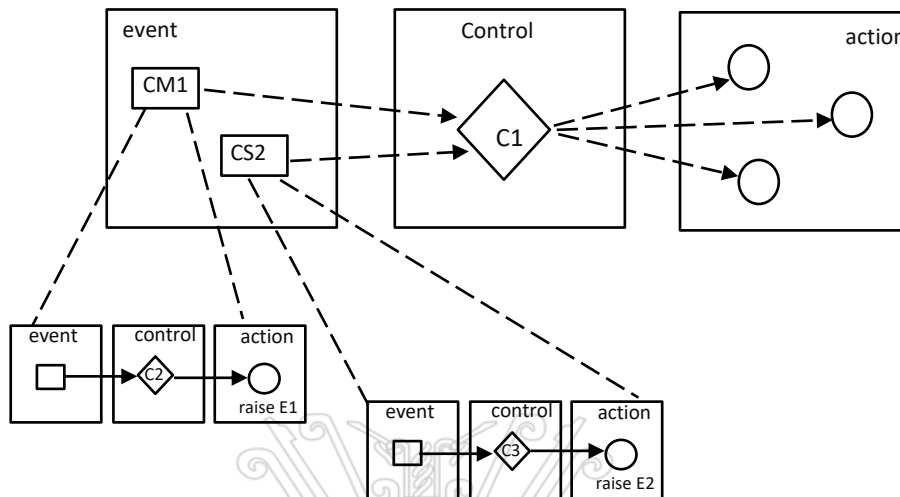 event
Control
action
CM1
CS2
C1
event
control
action
C2
raise E1
event
control
action
C3
raise E2